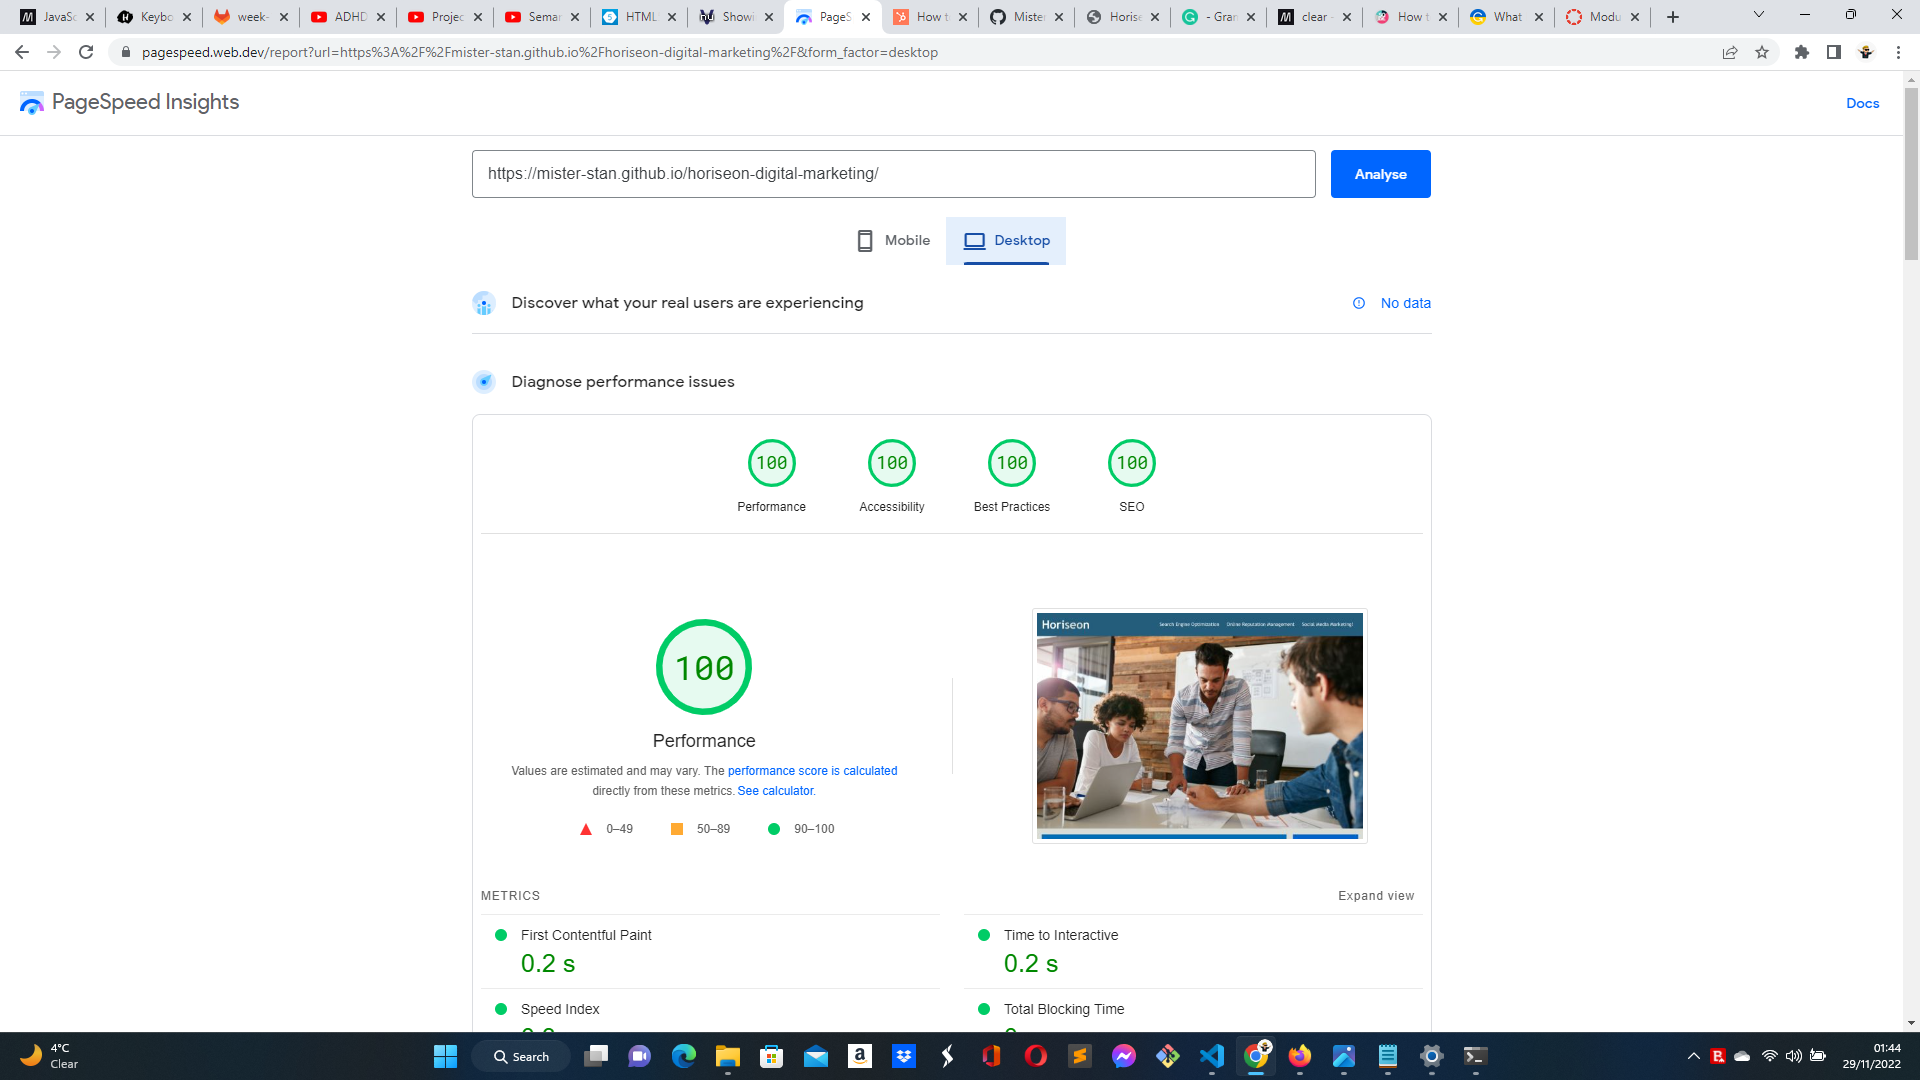 JavaSc
Keybo
week-
ADHD
Projec
Semar
HTML
Showi
PageS
How t
Mister
Horise
- Gran
clear -
How t
What
Modu
pagespeed.web.dev/report?url=https%3A%2F%2Fmister-stan.github.io%2Fhoriseon-digital-marketing%2F&form_factor=desktop
PageSpeed Insights
Docs
https://mister-stan.github.io/horiseon-digital-marketing/
Analyse
Mobile
Desktop
Discover what your real users are experiencing
No data
Diagnose performance issues
100
100
100
100
Performance
Accessibility
Best Practices
SEO
100
Performance
Values are estimated and may vary. The performance score is calculated
directly from these metrics. See calculator.
0–49
50–89
90–100
Horiseon
Search Engine Optimization
Online Reputation Management
Social Media Marketing!
METRICS
Expand view
First Contentful Paint
0.2 s
Time to Interactive
0.2 s
Speed Index
Total Blocking Time
4°C
Clear
Search
01:44
29/11/2022